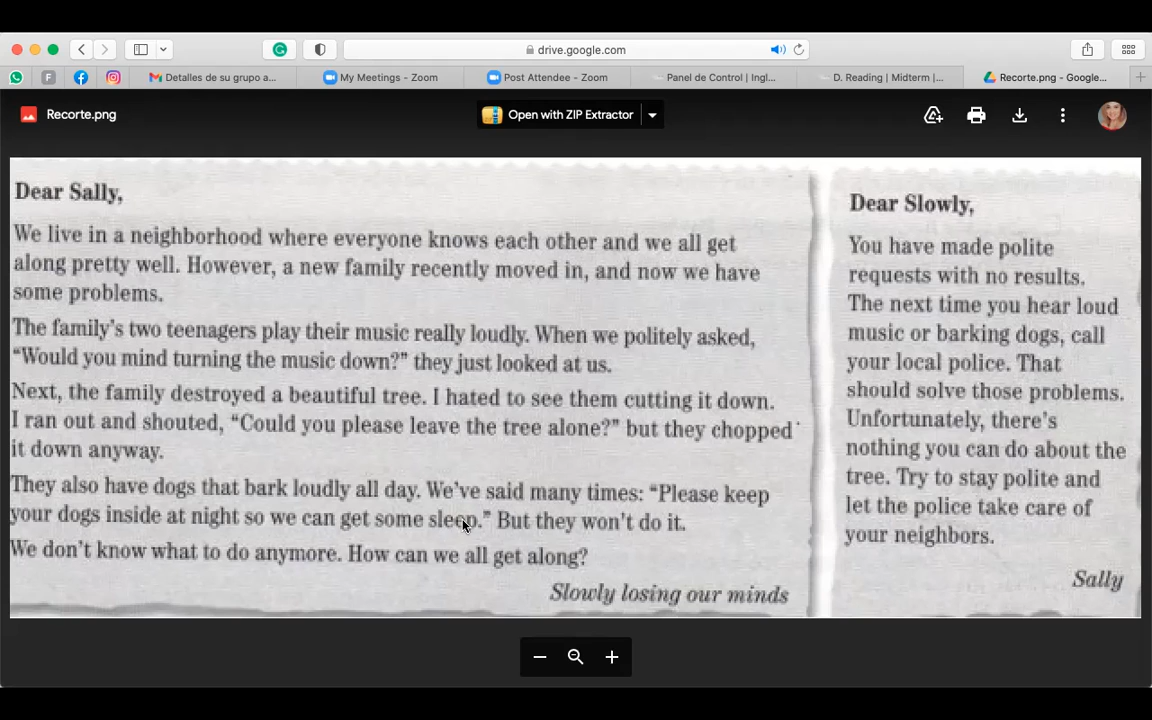 drive.google.com
Detalles de su grupo a...
My Meetings - Zoom
Post Attendee - Zoom
Panel de Control | Ingl...
D. Reading | Midterm |...
Recorte.png - Google...
Recorte.png
Open with ZIP Extractor
Dear Sally,
We live in a neighborhood where everyone knows each other and we all get
along pretty well. However, a new family recently moved in, and now we have
some problems.
The family's two teenagers play their music really loudly. When we politely asked,
"Would you mind turning the music down?" they just looked at us.
Next, the family destroyed a beautiful tree. I hated to see them cutting it down.
I ran out and shouted, "Could you please leave the tree alone?" but they chopped
it down anyway.
They also have dogs that bark loudly all day. We've said many times: "Please keep
your dogs inside at night so we can get some sleep." But they won't do it.
We don't know what to do anymore. How can we all get along?
Slowly losing our minds
Dear Slowly,
You have made polite
requests with no results.
The next time you hear loud
music or barking dogs, call
your local police. That
should solve those problems.
Unfortunately, there's
nothing you can do about the
tree. Try to stay polite and
let the police take care of
your neighbors.
Sally